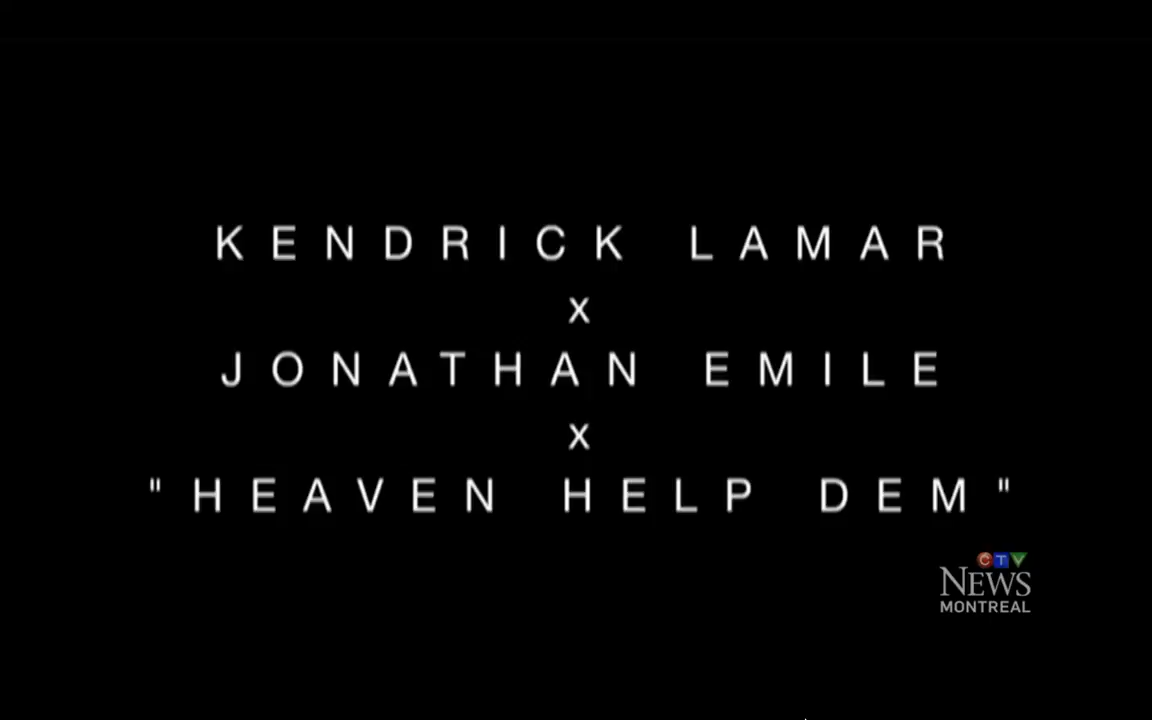 KENDRICK LAMAR
x
JONATHAN EMILE
x
"HEAVEN HELP DEM"
CTV
NEWS
MONTREAL